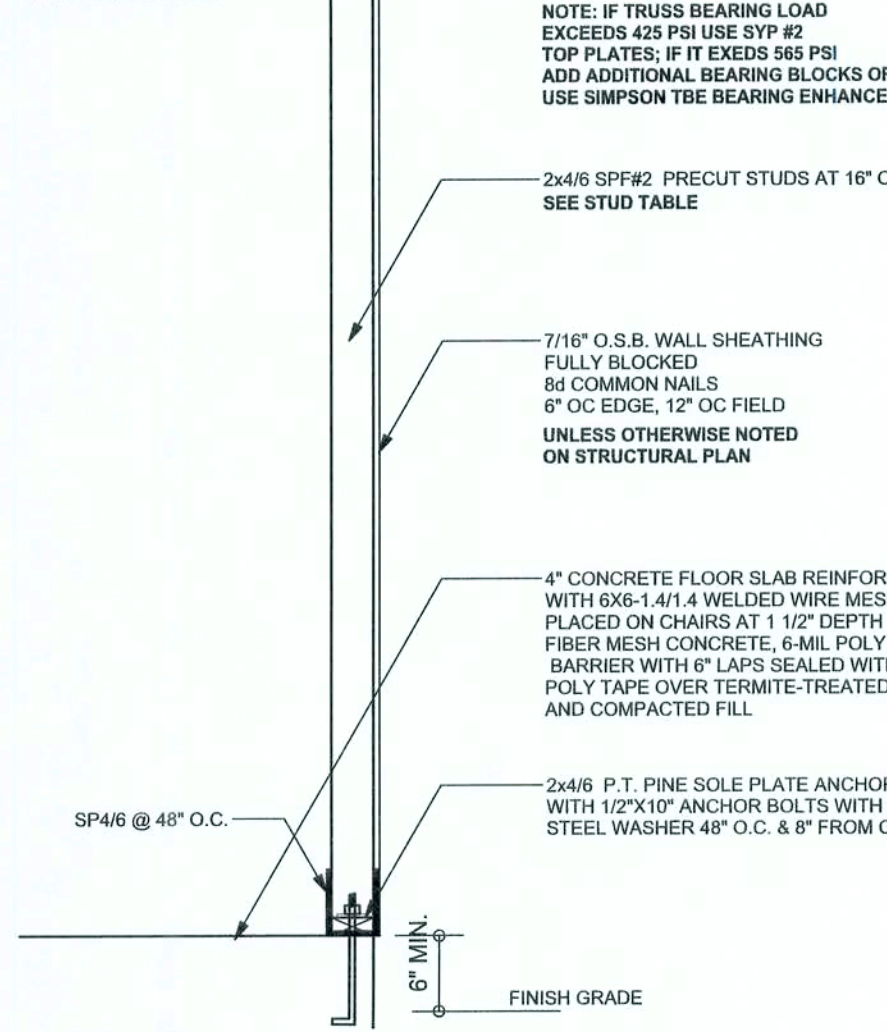 NOTE: IF TRUSS BEARING LOAD
EXCEEDS 425 PSI USE SYP #2
TOP PLATES; IF IT EXEDS 565 PSI
ADD ADDITIONAL BEARING BLOCKS
USE SIMPSON TBE BEARING
2x4/6 SPF#2 PRECUT STUDS AT 16"
SEE STUD TABLE
7/16" O.S.B. WALL SHEATHING
FULLY BLOCKED
8d COMMON NAILS
6" OC EDGE, 12" OC FIELD
UNLESS OTHERWISE NOTED
ON STRUCTURAL PLAN
4" CONCRETE FLOOR SLAB
WITH 6X6-1.4/1.4 WELDED WIRE
PLACED ON CHAIRS AT 1 1/2" DEPTH
FIBER MESH CONCRETE, 6-MIL POLY
BARRIER WITH 6" LAPS SEALED
POLY TAPE OVER TERMITE-TREATED
AND COMPACTED FILL
2x4/6 P.T. PINE SOLE PLATE
WITH 1/2"X10" ANCHOR BOLTS WITH
STEEL WASHER 48" O.C. & 8" FROM
SP4/6 @ 48" O.C.
6" MIN.
FINISH GRADE